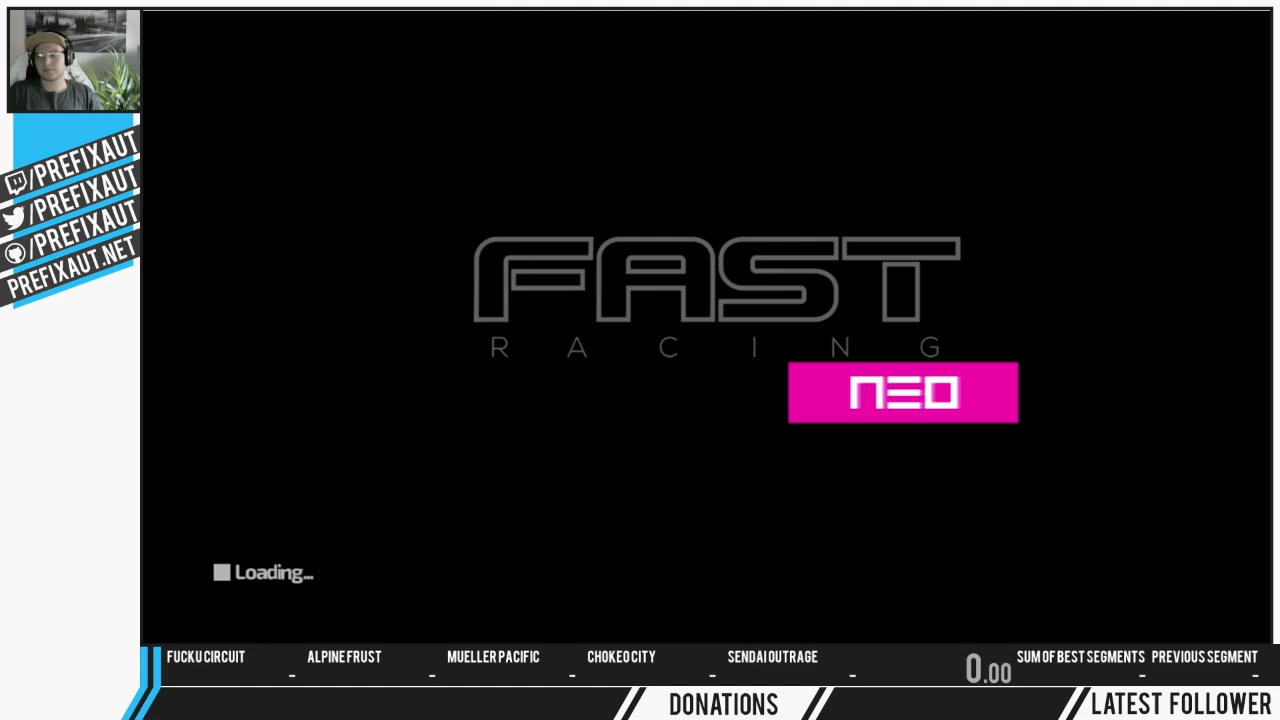 /PREFIXAUT
/PREFIXAUT
/PREFIXAUT
PREFIXAUT.NET
FAST
RACING
NEO
Loading...
FUCKU CIRCUIT
-
ALPINE FRUST
-
MUELLER PACIFIC
-
CHOKEO CITY
-
SENDAI OUTRAGE
-
0.00
SUM OF BEST SEGMENTS
-
PREVIOUS SEGMENT
-
DONATIONS
LATEST FOLLOWER